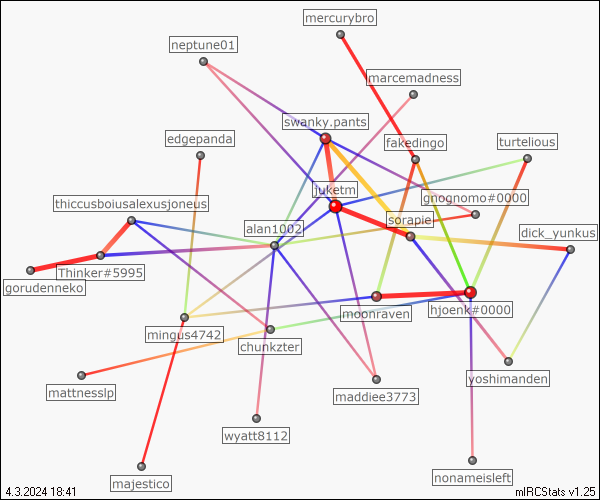 mercurybro
neptune01
marcemadness
swanky.pants
edgepanda
fakedingo
turtelious
juketm
gnognomo#0000
thiccusboiusalexusjoneus
sorapie
alan1002
dick_yunkus
Thinker#5995
gorudenneko
moonraven
hjoenk#0000
mingus4742
chunkzter
yoshimanden
mattnesslp
maddiee3773
wyatt8112
majestico
nonameisleft
4.3.2024 18:41
mIRCStats v1.25